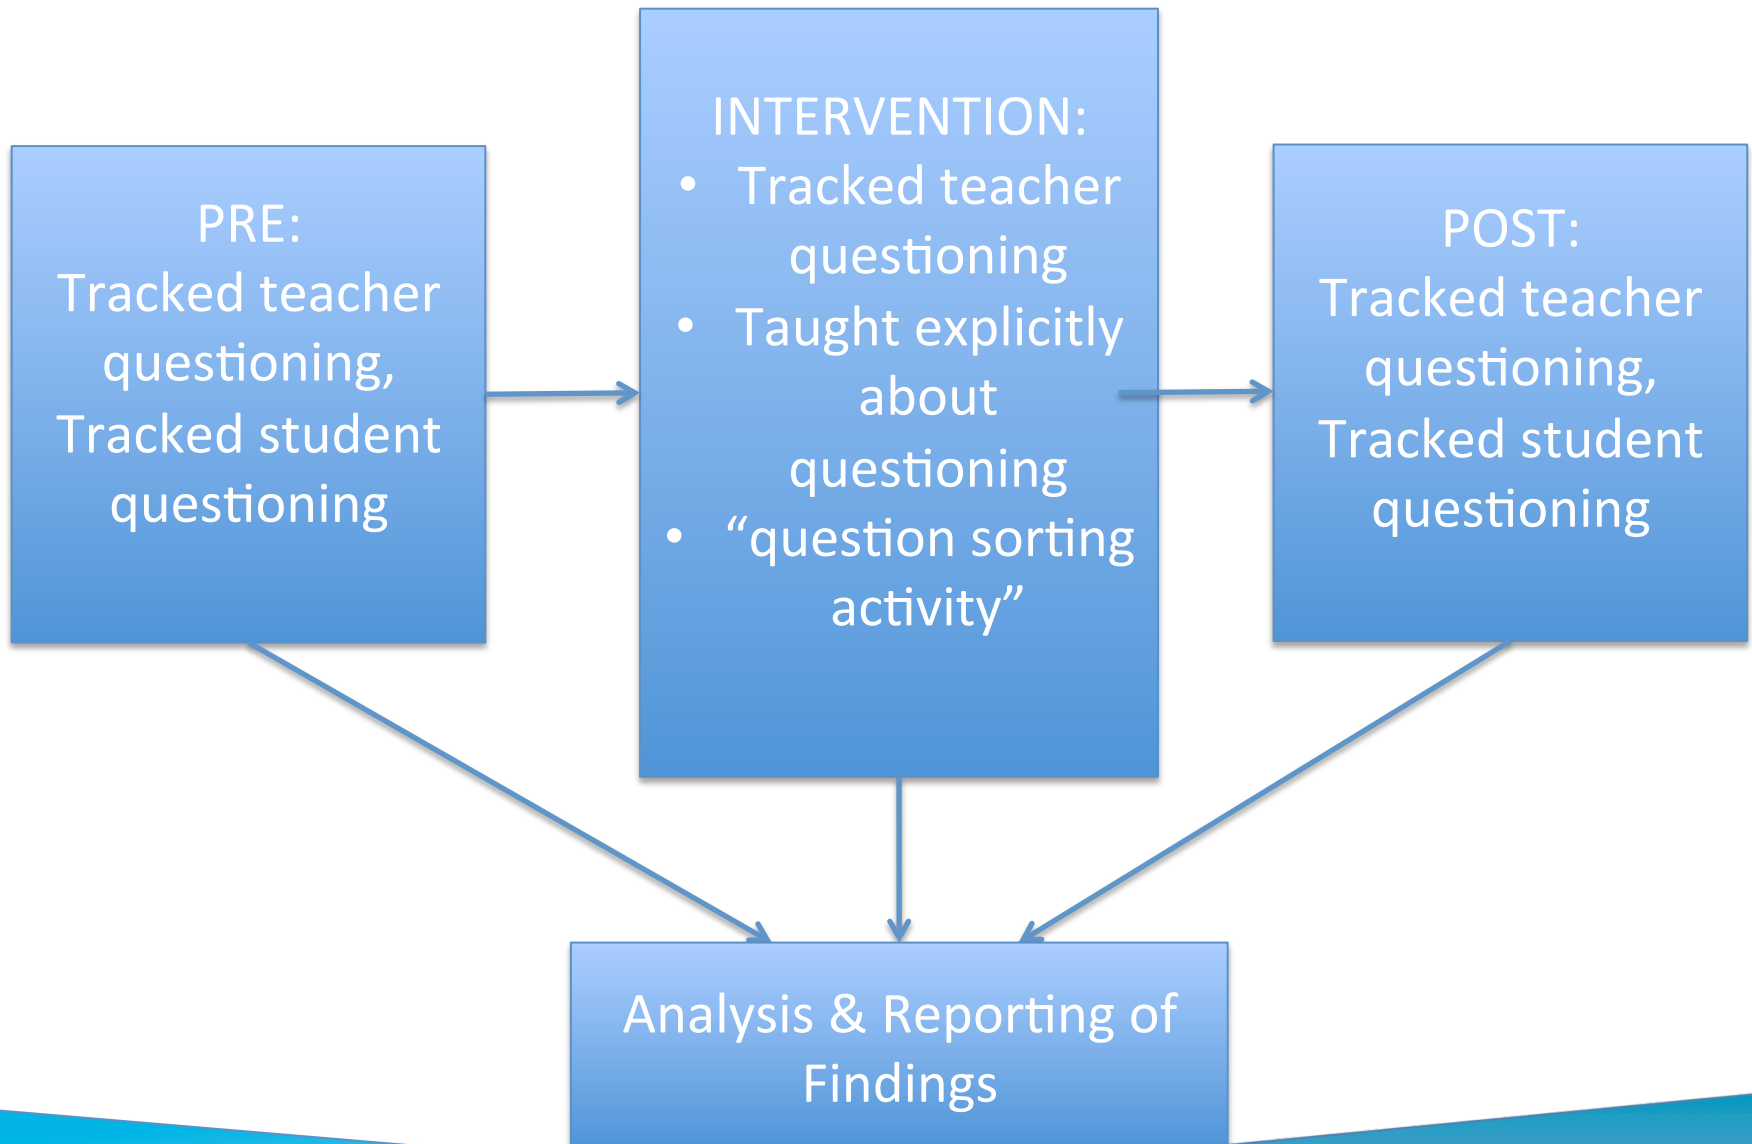 PRE:
Tracked teacher
questioning,
Tracked student
questioning
INTERVENTION:
• Tracked teacher
questioning
• Taught explicitly
about
questioning
• “question sorting
activity”
POST:
Tracked teacher
questioning,
Tracked student
questioning
Analysis & Reporting of
Findings